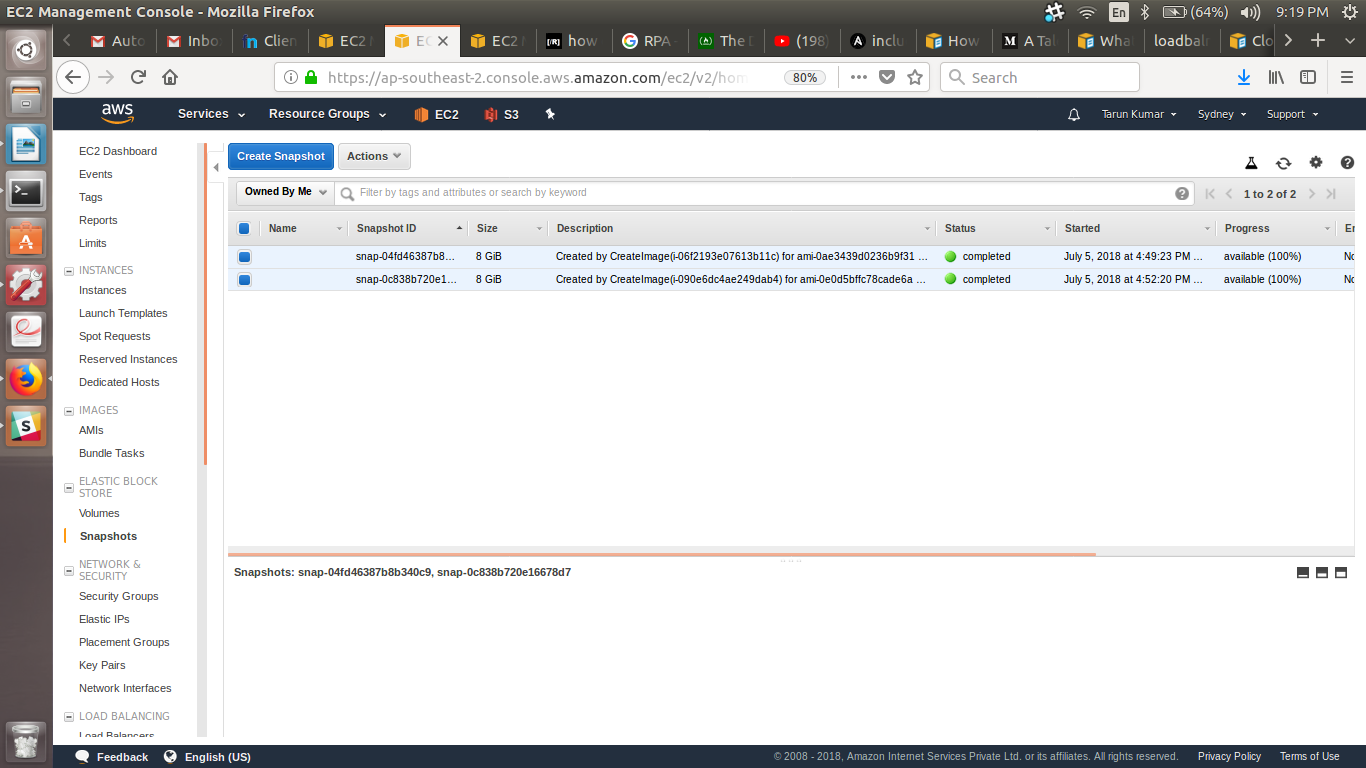 EC2 Management Console - Mozilla Firefox
En
(64%)
9:19 PM
Auto
Inbo
Clien
EC2
EC
EC2
[R]
how
RPA
The D
(198)
A
inclu
How
M
A Tal
Wha
loadbaln
Clo
https://ap-southeast-2.console.aws.amazon.com/ec2/v2/hom
80%
Search
aws
Services
Resource Groups
EC2
S3
Tarun Kumar
Sydney
Support
EC2 Dashboard
Events
Tags
Reports
Limits
INSTANCES
Instances
Launch Templates
Spot Requests
Reserved Instances
Dedicated Hosts
IMAGES
AMIs
Bundle Tasks
ELASTIC BLOCK
STORE
Volumes
Snapshots
NETWORK &
SECURITY
Security Groups
Elastic IPs
Placement Groups
Key Pairs
Network Interfaces
LOAD BALANCING
Load Balancers
Create Snapshot
Actions
Owned By Me
Filter by tags and attributes or search by keyword
1 to 2 of 2
Name
Snapshot ID
Size
Description
Status
Started
Progress
En
snap-04fd46387b8...
8 GiB
Created by CreateImage(i-06f2193e07613b11c) for ami-0ae3439d0236b9f31 ...
completed
July 5, 2018 at 4:49:23 PM ...
available (100%)
No
snap-0c838b720e1...
8 GiB
Created by CreateImage(i-090e6dc4ae249dab4) for ami-0e0d5bffc78cade6a ...
completed
July 5, 2018 at 4:52:20 PM ...
available (100%)
No
Snapshots: snap-04fd46387b8b340c9, snap-0c838b720e16678d7
Feedback
English (US)
© 2008 - 2018, Amazon Internet Services Private Ltd. or its affiliates. All rights reserved.
Privacy Policy
Terms of Use